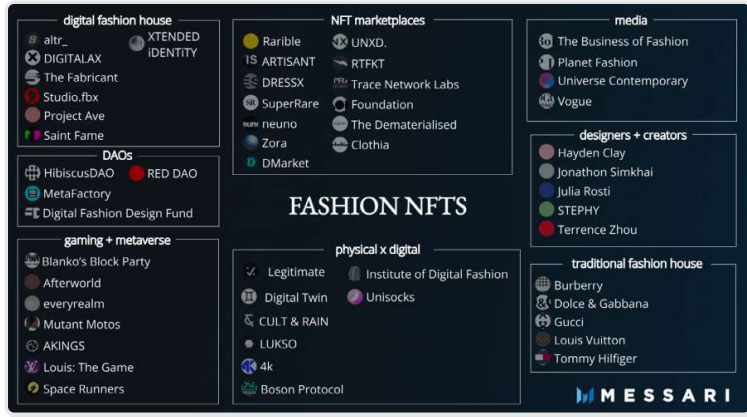 digital fashion house
altr_
XTENDED iDENTiTY
DIGITALAX
The Fabricant
Studio.fbx
Project Ave
Saint Fame
DAOs
HibiscusDAO
RED DAO
MetaFactory
Digital Fashion Design Fund
gaming + metaverse
Blanko's Block Party
Afterworld
everyrealm
Mutant Motos
AKINGS
Louis: The Game
Space Runners
NFT marketplaces
Rarible
UNXD.
ARTISANT
RTFKT
DRESSX
Trace Network Labs
SuperRare
Foundation
neuno
The Dematerialised
Zora
Clothia
DMarket
FASHION NFTS
physical x digital
Legitimate
Institute of Digital Fashion
Digital Twin
Unisocks
CULT & RAIN
LUKSO
4k
Boson Protocol
media
The Business of Fashion
Planet Fashion
Universe Contemporary
Vogue
designers + creators
Hayden Clay
Jonathon Simkhai
Julia Rosti
STEPHY
Terrence Zhou
traditional fashion house
Burberry
Dolce & Gabbana
Gucci
Louis Vuitton
Tommy Hilfiger
MESSARI